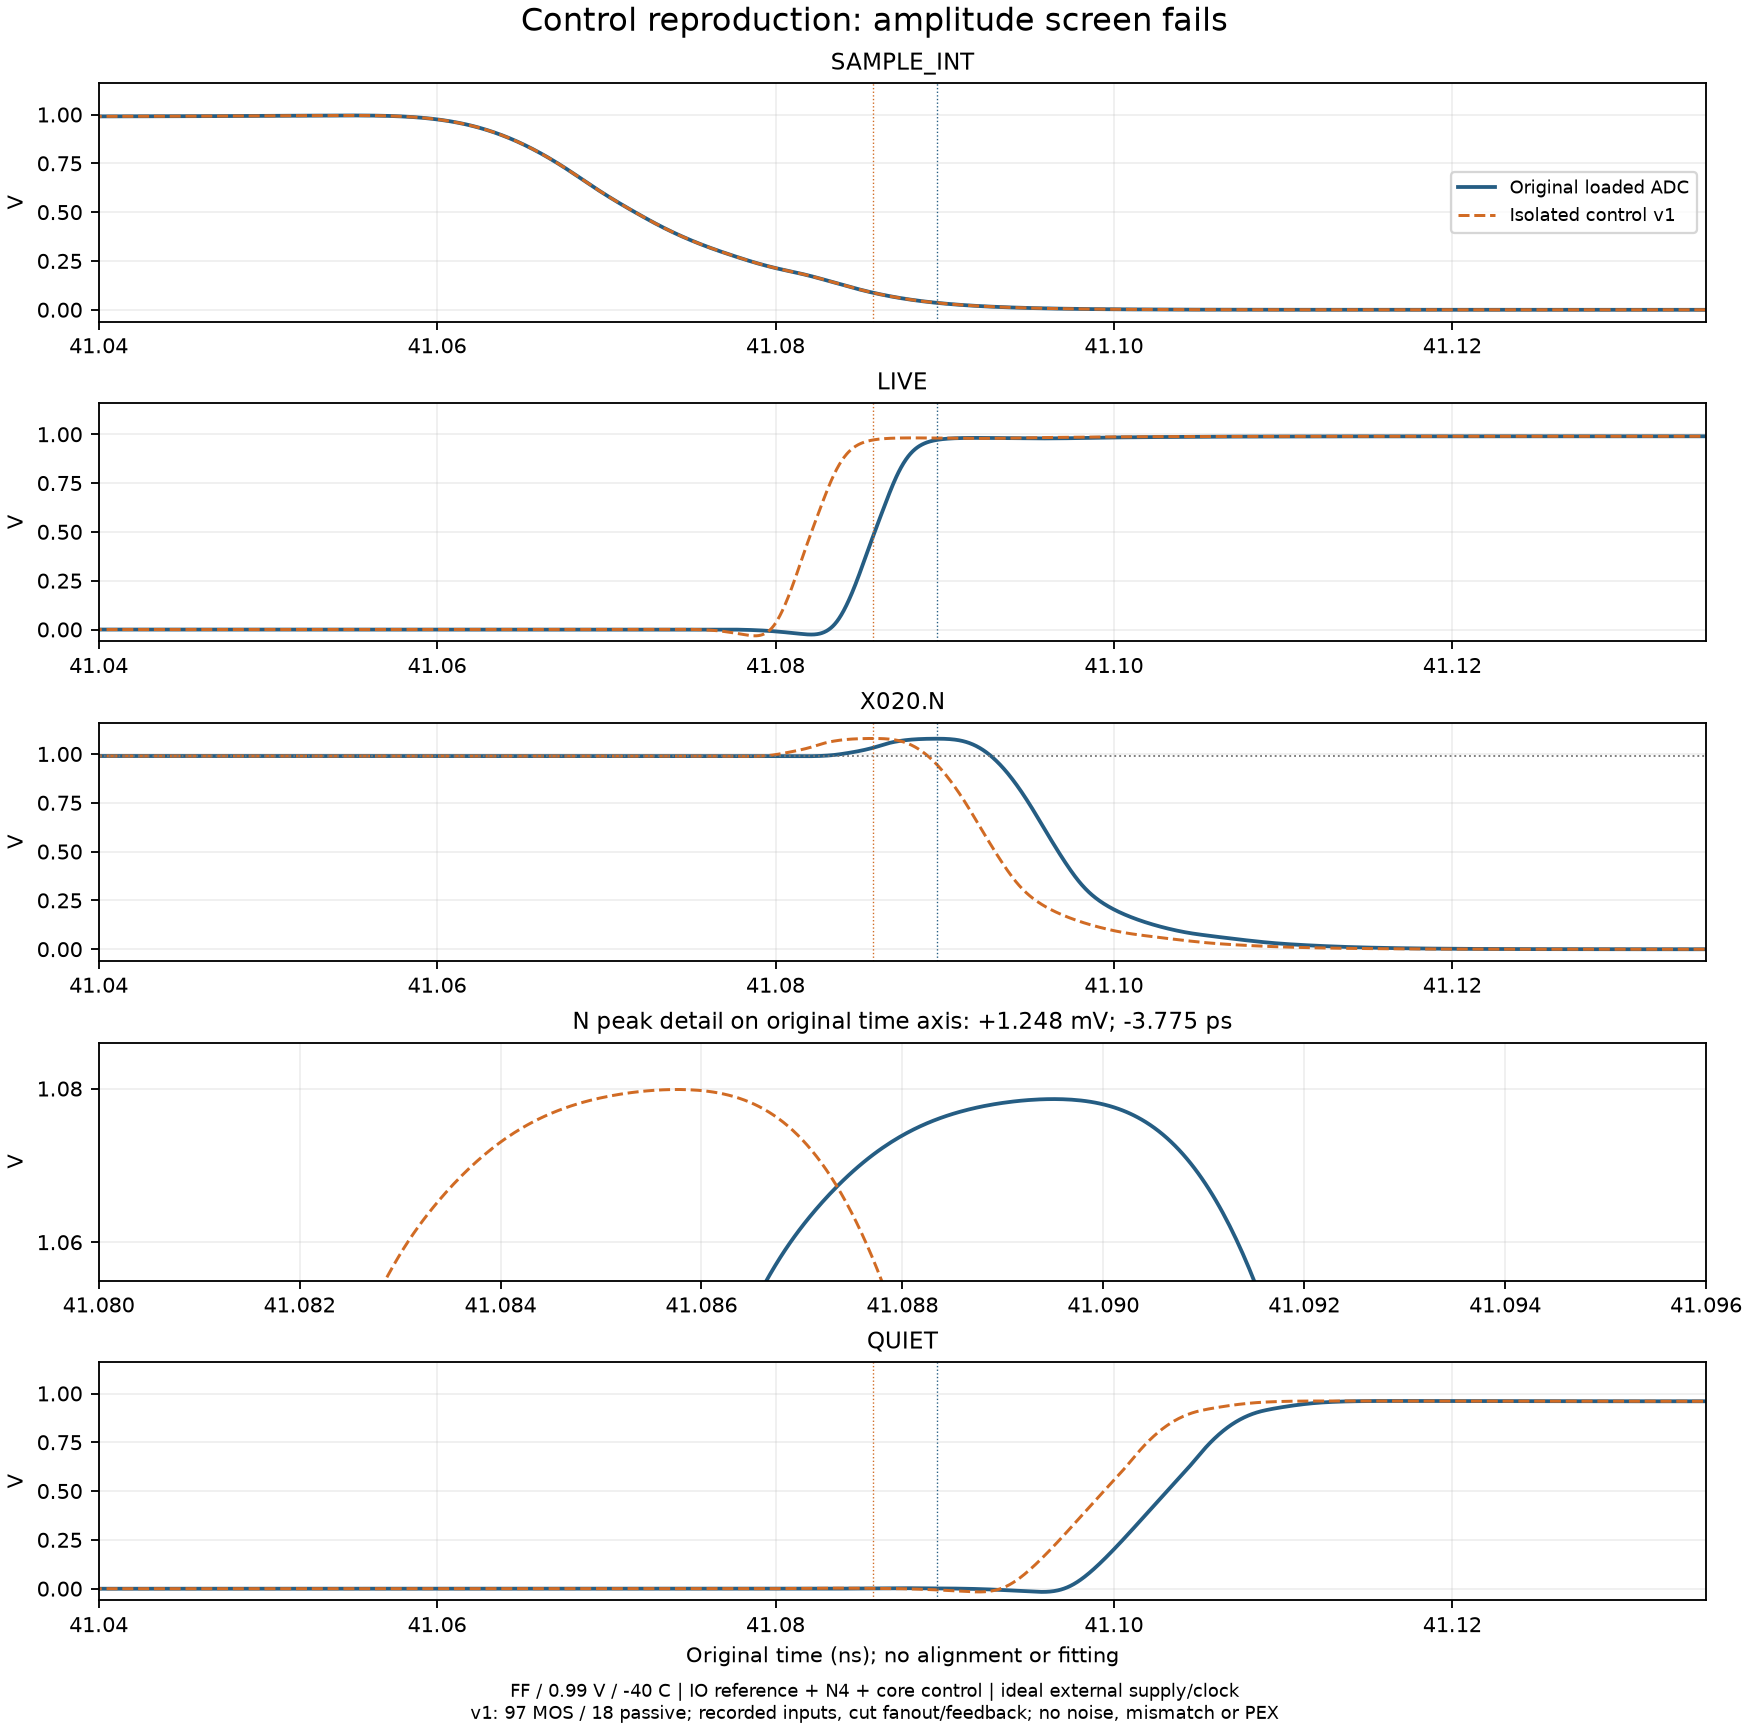 Control reproduction: amplitude screen fails
SAMPLE_INT
1.00
0.75
0.50
0.25
0.00
V
Original loaded ADC
Isolated control v1
41.04 41.06 41.08 41.10 41.12
LIVE
1.00
0.75
0.50
0.25
0.00
V
41.04 41.06 41.08 41.10 41.12
X020.N
1.00
0.75
0.50
0.25
0.00
V
41.04 41.06 41.08 41.10 41.12
N peak detail on original time axis: +1.248 mV; -3.775 ps
1.08
1.06
V
41.080 41.082 41.084 41.086 41.088 41.090 41.092 41.094 41.096
QUIET
1.00
0.75
0.50
0.25
0.00
V
41.04 41.06 41.08 41.10 41.12
Original time (ns); no alignment or fitting
FF / 0.99 V / -40 C | IO reference + N4 + core control | ideal external supply/clock
v1: 97 MOS / 18 passive; recorded inputs, cut fanout/feedback; no noise, mismatch or PEX